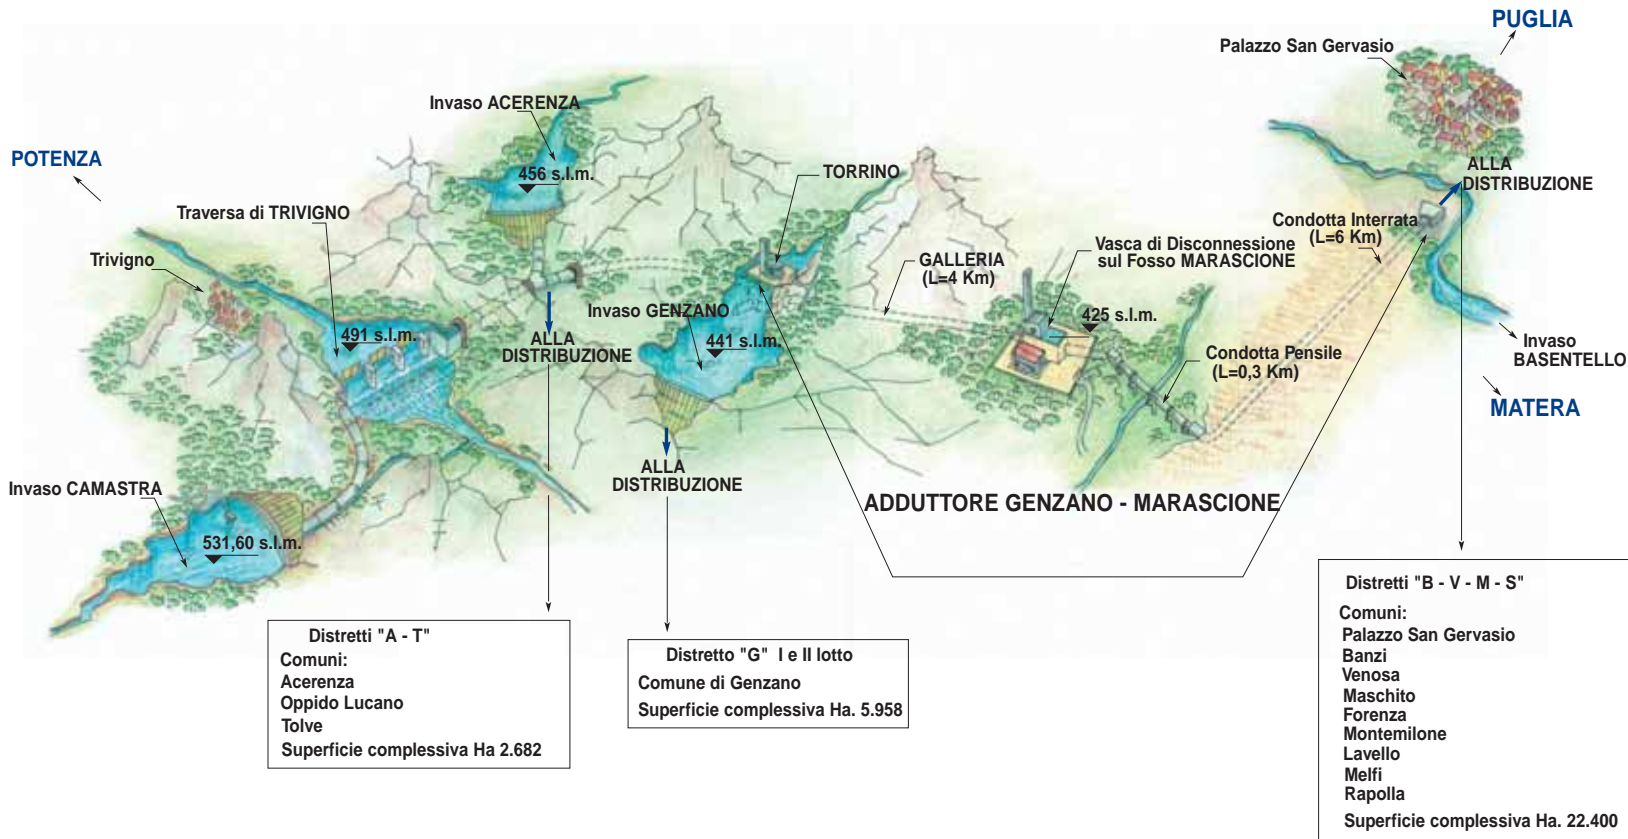 PUGLIA
Palazzo San Gervasio
Invaso ACERENZA
POTENZA
456 s.l.m.
TORRINO
ALLA
DISTRIBUZIONE
Traversa di TRIVIGNO
Condotta Interrata
(L=6 Km)
Vasca di Disconnessione
sul Fosso MARASCIONE
Trivigno
GALLERIA
(L=4 Km)
Invaso GENZANO
425 s.l.m.
491 s.l.m.
441 s.l.m.
ALLA
DISTRIBUZIONE
Invaso
BASENTELLO
Condotta Pensile
(L=0,3 Km)
MATERA
ALLA
DISTRIBUZIONE
Invaso CAMASTRA
ADDUTTORE GENZANO - MARASCIONE
531,60 s.l.m.
Distretti "A - T"
Comuni:
Acerenza
Oppido Lucano
Tolve
Superficie complessiva Ha 2.682
Distretto "G" I e II lotto
Comune di Genzano
Superficie complessiva Ha. 5.958
Distretti "B - V - M - S"
Comuni:
Palazzo San Gervasio
Banzi
Venosa
Maschito
Forenza
Montemilone
Lavello
Melfi
Rapolla
Superficie complessiva Ha. 22.400